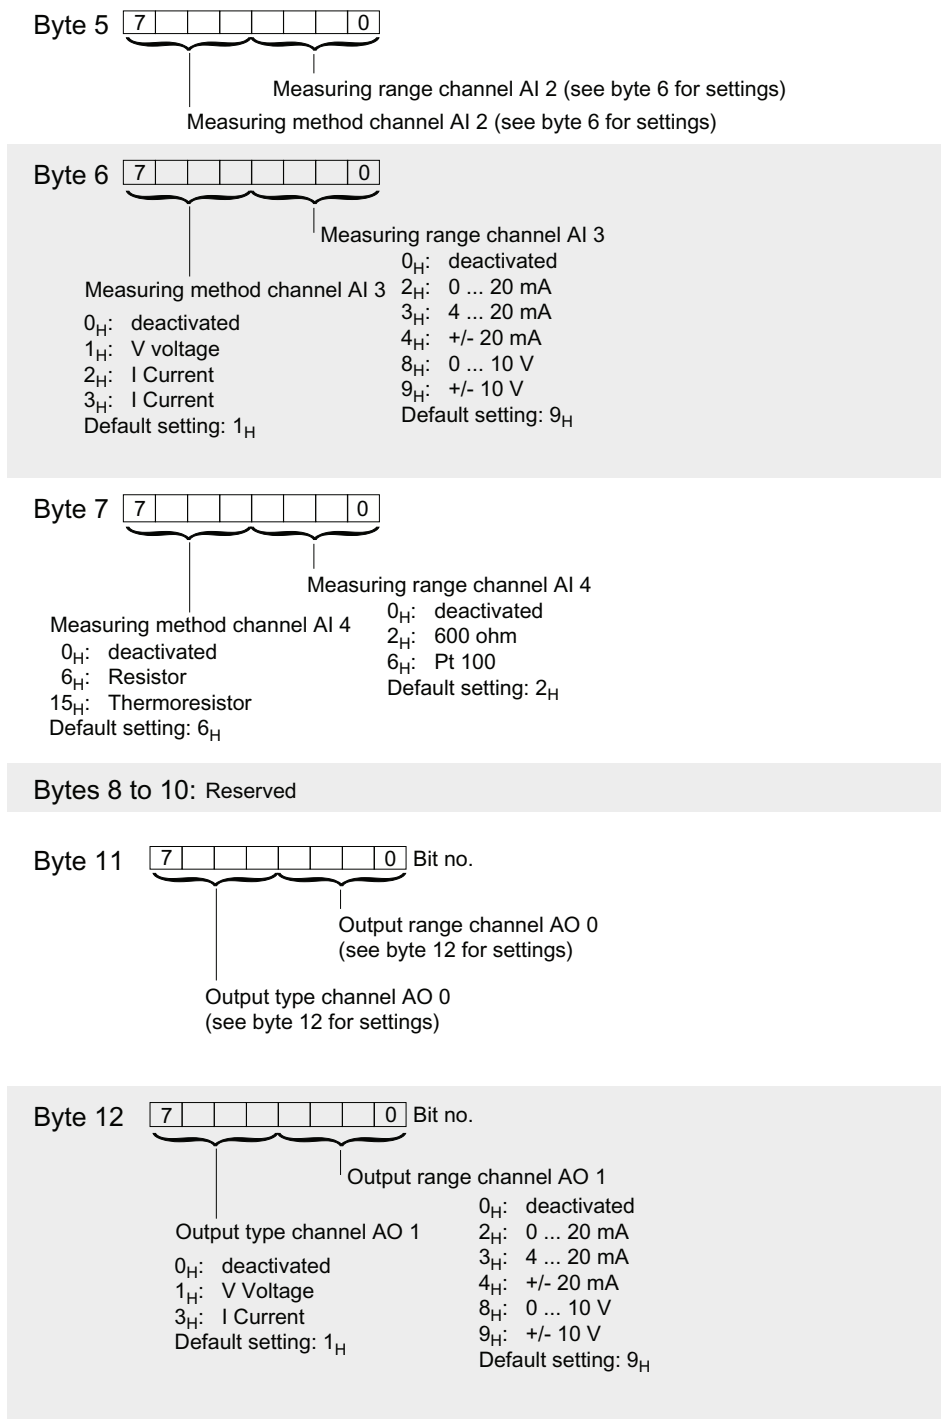 Byte 5 7 0
Measuring range channel AI 2 (see byte 6 for settings)
Measuring method channel AI 2 (see byte 6 for settings)
Byte 6 7 0
Measuring range channel AI 3
0H: deactivated
2H: 0 ... 20 mA
3H: 4 ... 20 mA
4H: +/- 20 mA
8H: 0 ... 10 V
9H: +/- 10 V
Default setting: 9H
Measuring method channel AI 3
0H: deactivated
1H: V voltage
2H: I Current
3H: I Current
Default setting: 1H
Byte 7 7 0
Measuring range channel AI 4
0H: deactivated
2H: 600 ohm
6H: Pt 100
Default setting: 2H
Measuring method channel AI 4
0H: deactivated
6H: Resistor
15H: Thermoresistor
Default setting: 6H
Bytes 8 to 10: Reserved
Byte 11 7 0 Bit no.
Output range channel AO 0
(see byte 12 for settings)
Output type channel AO 0
(see byte 12 for settings)
Byte 12 7 0 Bit no.
Output range channel AO 1
0H: deactivated
2H: 0 ... 20 mA
3H: 4 ... 20 mA
4H: +/- 20 mA
8H: 0 ... 10 V
9H: +/- 10 V
Default setting: 9H
Output type channel AO 1
0H: deactivated
1H: V Voltage
3H: I Current
Default setting: 1H